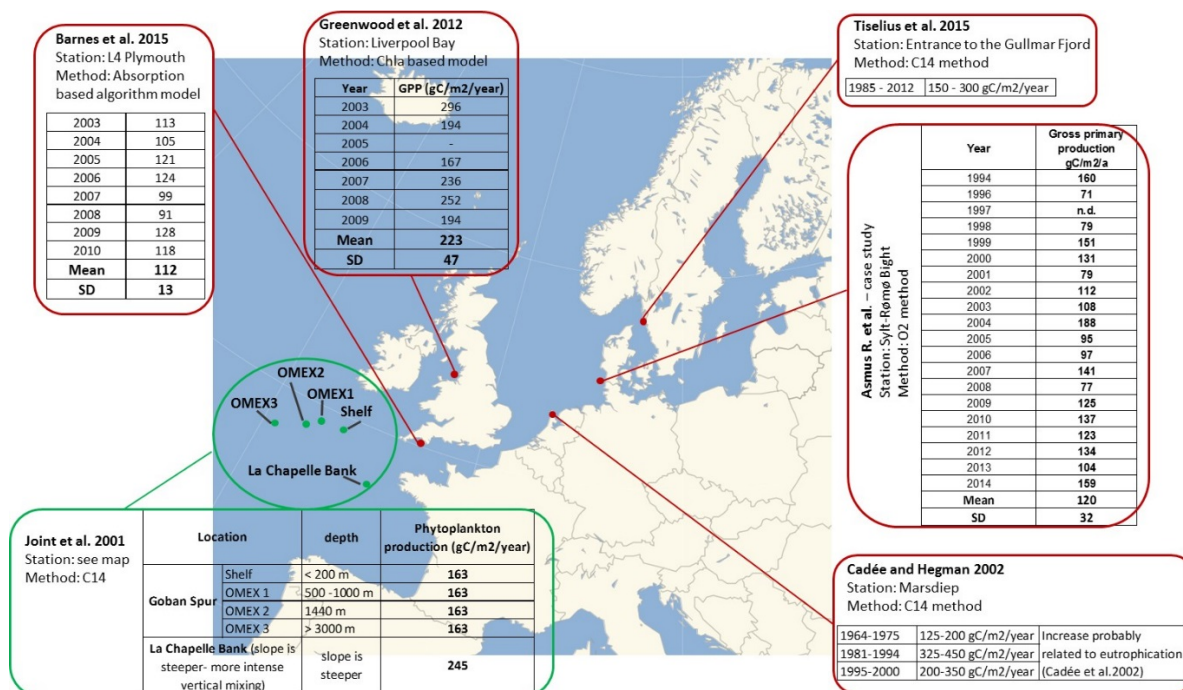 Barnes et al. 2015
Station: L4 Plymouth
Method: Absorption
based algorithm model
2003 113
2004 105
2005 121
2006 124
2007 99
2008 91
2009 128
2010 118
Mean 112
SD 13
Greenwood et al. 2012
Station: Liverpool Bay
Method: Chla based model
Year GPP (gC/m2/year)
2003 296
2004 194
2005 -
2006 167
2007 236
2008 252
2009 194
Mean 223
SD 47
Tiselius et al. 2015
Station: Entrance to the Gullmar Fjord
Method: C14 method
1985 - 2012 150 - 300 gC/m2/year
Asmus R. et al. – case study
Station: Sylt-Rømø Bight
Method: O2 method
Year Gross primary
production
gC/m2/a
1994 160
1996 71
1997 n.d.
1998 79
1999 151
2000 131
2001 79
2002 112
2003 108
2004 188
2005 95
2006 97
2007 141
2008 77
2009 125
2010 137
2011 123
2012 134
2013 104
2014 159
Mean 120
SD 32
OMEX2
OMEX1
OMEX3
Shelf
La Chapelle Bank
Joint et al. 2001
Station: see map
Method: C14
Location depth Phytoplankton
production (gC/m2/year)
Goban Spur
Shelf < 200 m 163
OMEX 1 500 -1000 m 163
OMEX 2 1440 m 163
OMEX 3 > 3000 m 163
La Chapelle Bank (slope is
steeper- more intense
vertical mixing)
slope is
steeper
245
Cadée and Hegman 2002
Station: Marsdiep
Method: C14 method
1964-1975 125-200 gC/m2/year Increase probably
1981-1994 325-450 gC/m2/year related to eutrophication
1995-2000 200-350 gC/m2/year (Cadée et al.2002)